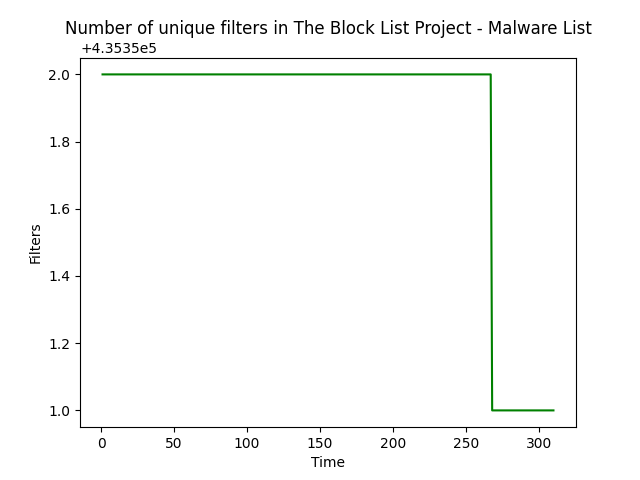 Number of unique filters in The Block List Project - Malware List
+4.3535e5
2.0
1.8
1.6
1.4
1.2
1.0
Filters
0 50 100 150 200 250 300
Time